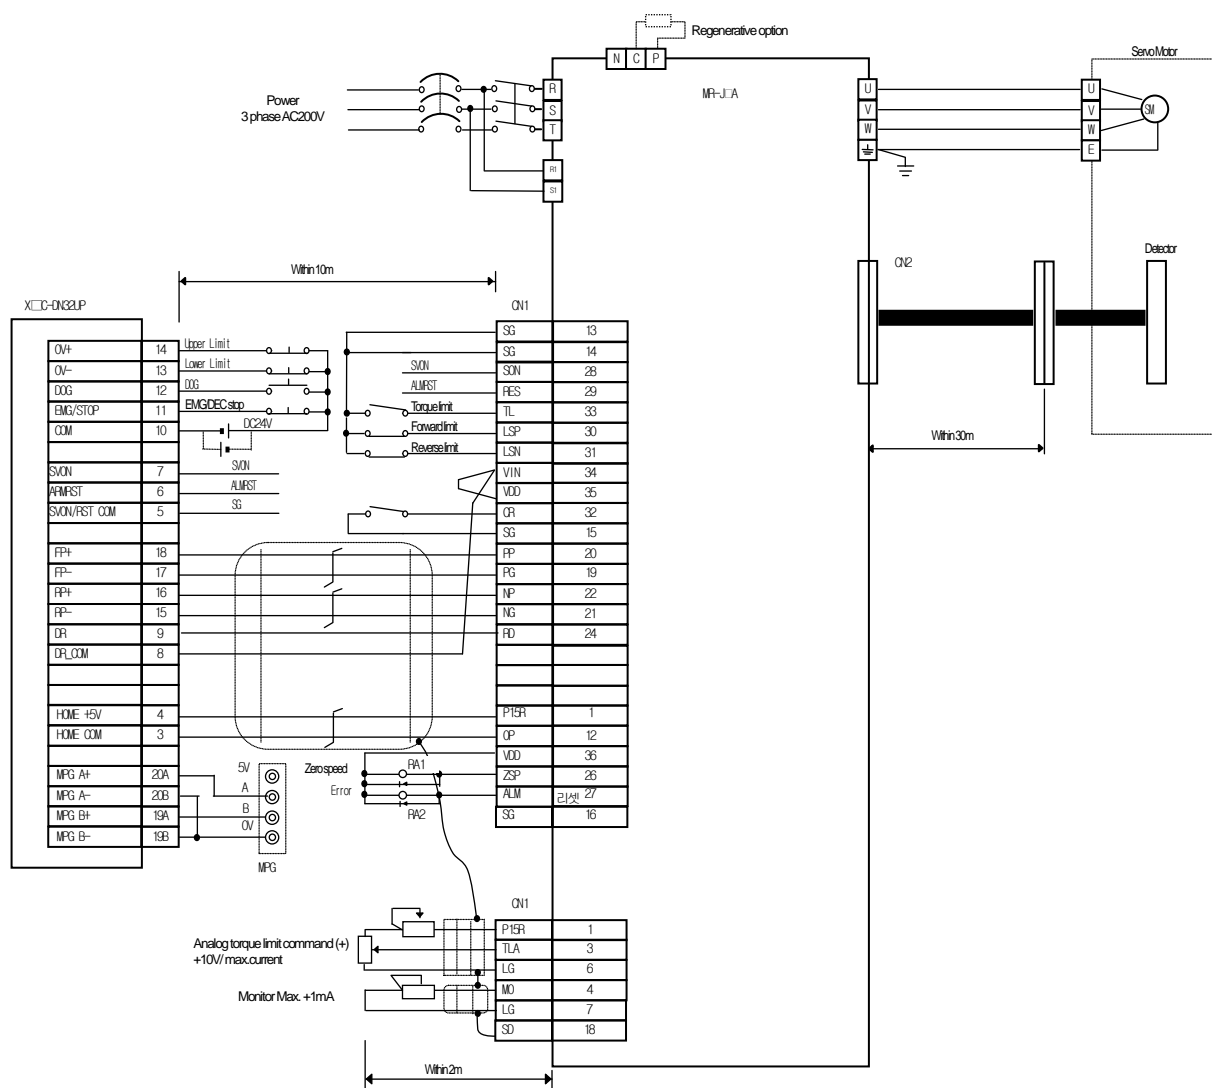 Regenerative option
N C P
Servo Motor
Power
3 phase AC200V
R
S
T
MR-J□A
U
V
W
U
V
W
E
SM
R1
S1
Within 10m
CN2
Detector
X□C-DN32UP
CN1
SG 13
OV+ 14 Upper Limit
SG 14
OV- 13 Lower Limit
SVON SON 28
DOG 12 DOG
ALMRST RES 29
EMG/STOP 11 EMG/DEC stop
Torque limit TL 33
COM 10 DC24V
Forward limit LSP 30
Reverse limit LSN 31
Within 30m
SVON 7 SVON
VIN 34
ARMRST 6 ALMRST
VDD 35
SVON/RST COM 5 SG
CR 32
SG 15
FP+ 18 PP 20
FP- 17 PG 19
RP+ 16 NP 22
RP- 15 NG 21
DR 9 RD 24
DR_COM 8
HOME +5V 4 P15R 1
HOME COM 3 OP 12
VDD 36
MPG A+ 20A 5V
Zero speed RA1 ZSP 26
MPG A- 20B A
Error ALM 리셋 27
MPG B+ 19A B
RA2 SG 16
MPG B- 19B 0V
MPG
CN1
P15R 1
Analog torque limit command (+)
+10V/ max.current
TLA 3
LG 6
Monitor Max. +1mA
MO 4
LG 7
SD 18
Within 2m